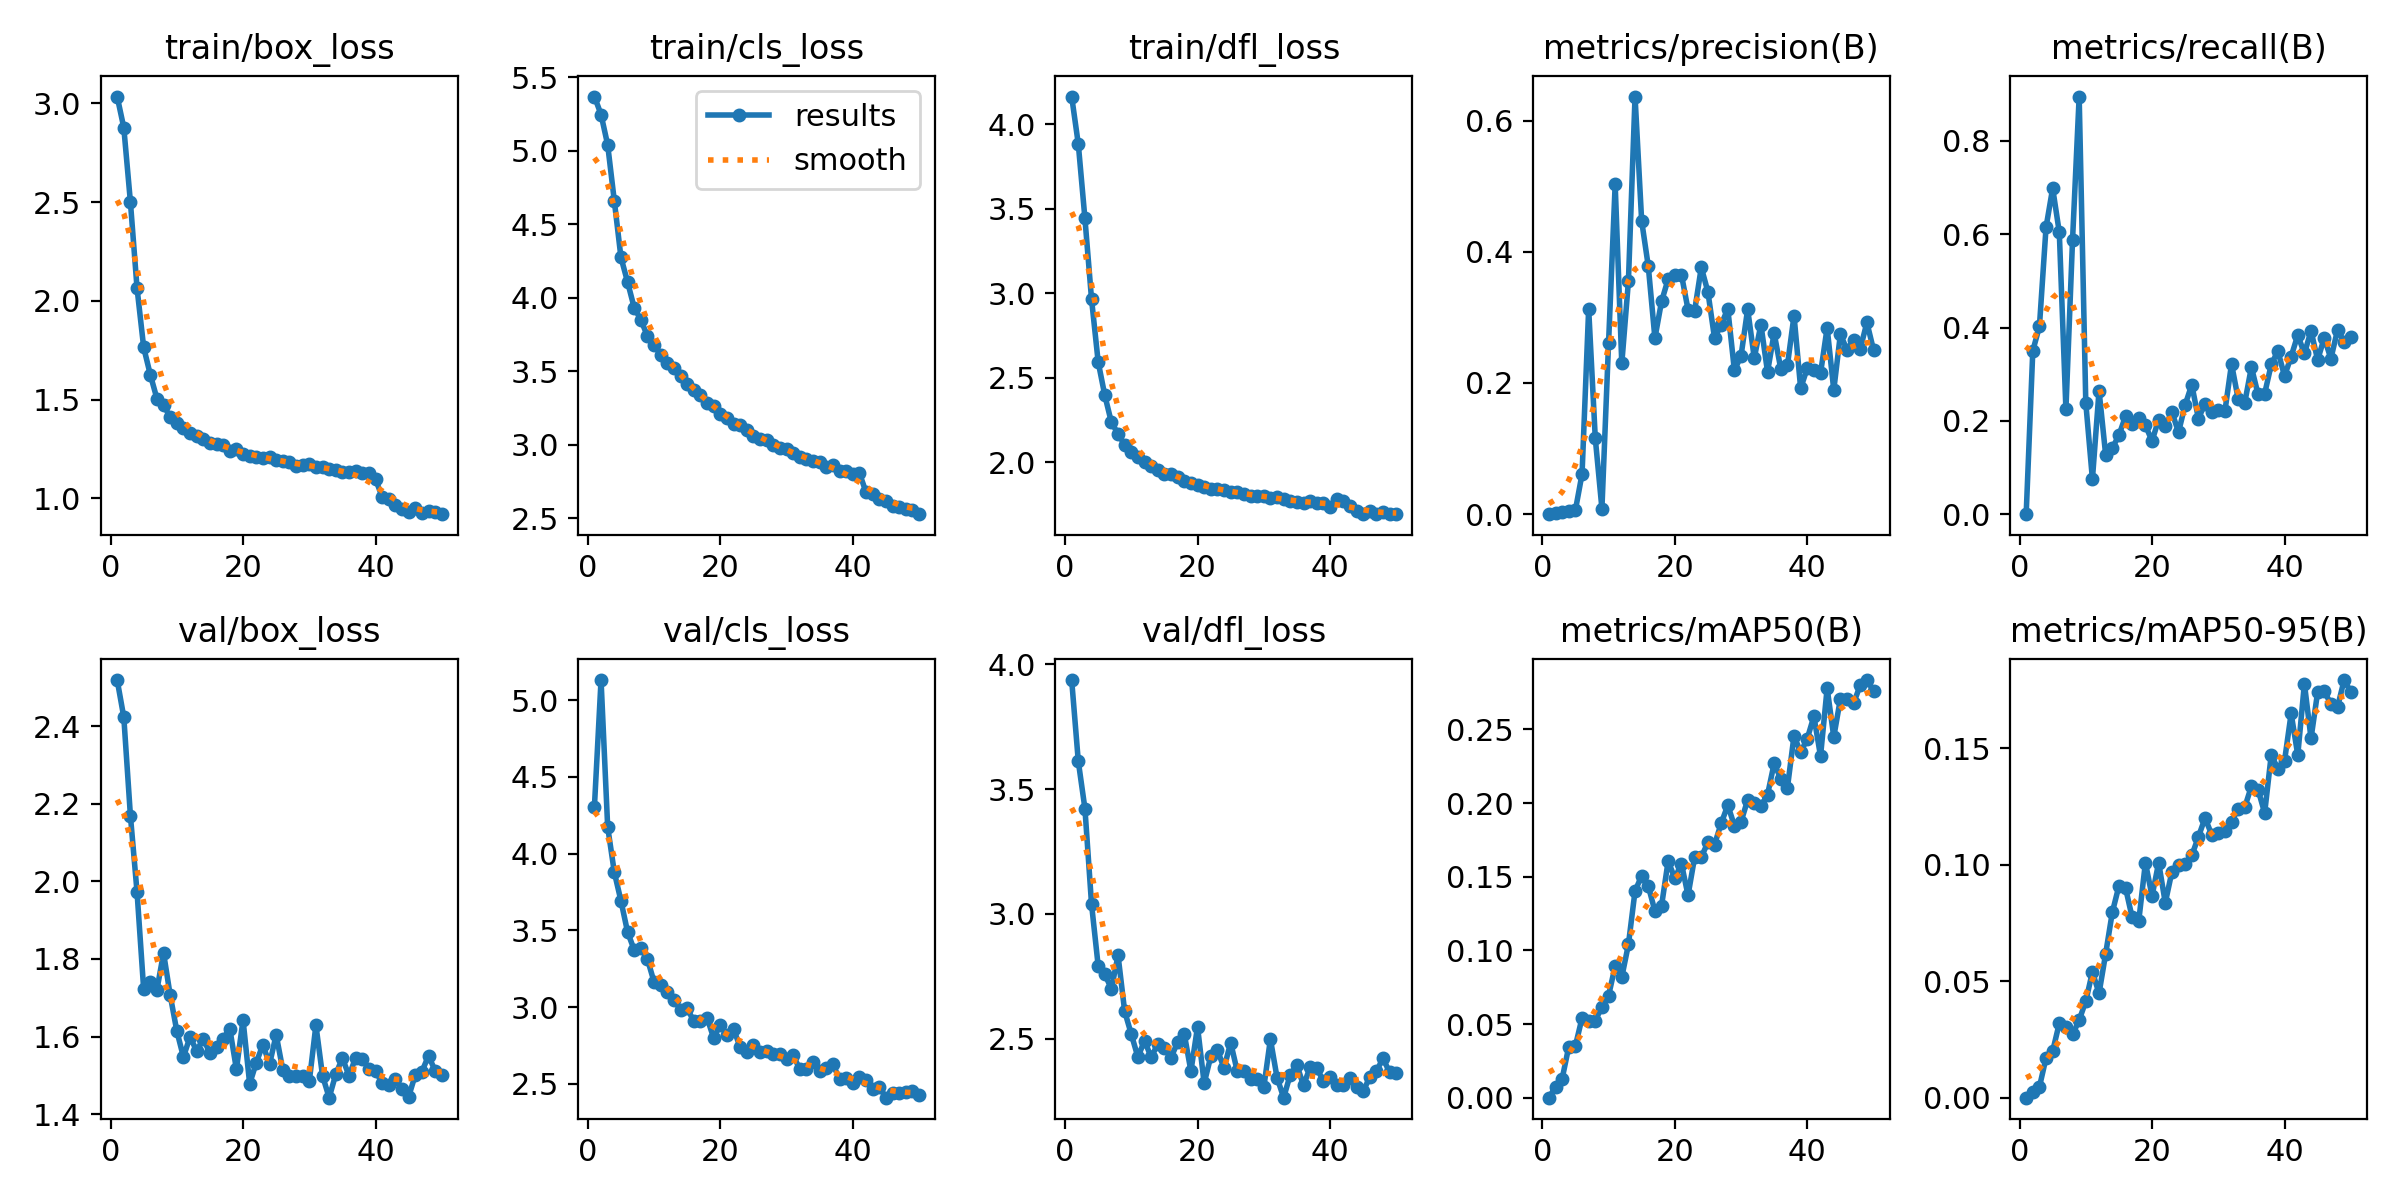 train/box_loss
3.0
2.5
2.0
1.5
1.0
0 20 40
train/cls_loss
5.5
5.0
4.5
4.0
3.5
3.0
2.5
0 20 40
results
smooth
train/dfl_loss
4.0
3.5
3.0
2.5
2.0
0 20 40
metrics/precision(B)
0.6
0.4
0.2
0.0
0 20 40
metrics/recall(B)
0.8
0.6
0.4
0.2
0.0
0 20 40
val/box_loss
2.4
2.2
2.0
1.8
1.6
1.4
0 20 40
val/cls_loss
5.0
4.5
4.0
3.5
3.0
2.5
0 20 40
val/dfl_loss
4.0
3.5
3.0
2.5
0 20 40
metrics/mAP50(B)
0.25
0.20
0.15
0.10
0.05
0.00
0 20 40
metrics/mAP50-95(B)
0.15
0.10
0.05
0.00
0 20 40